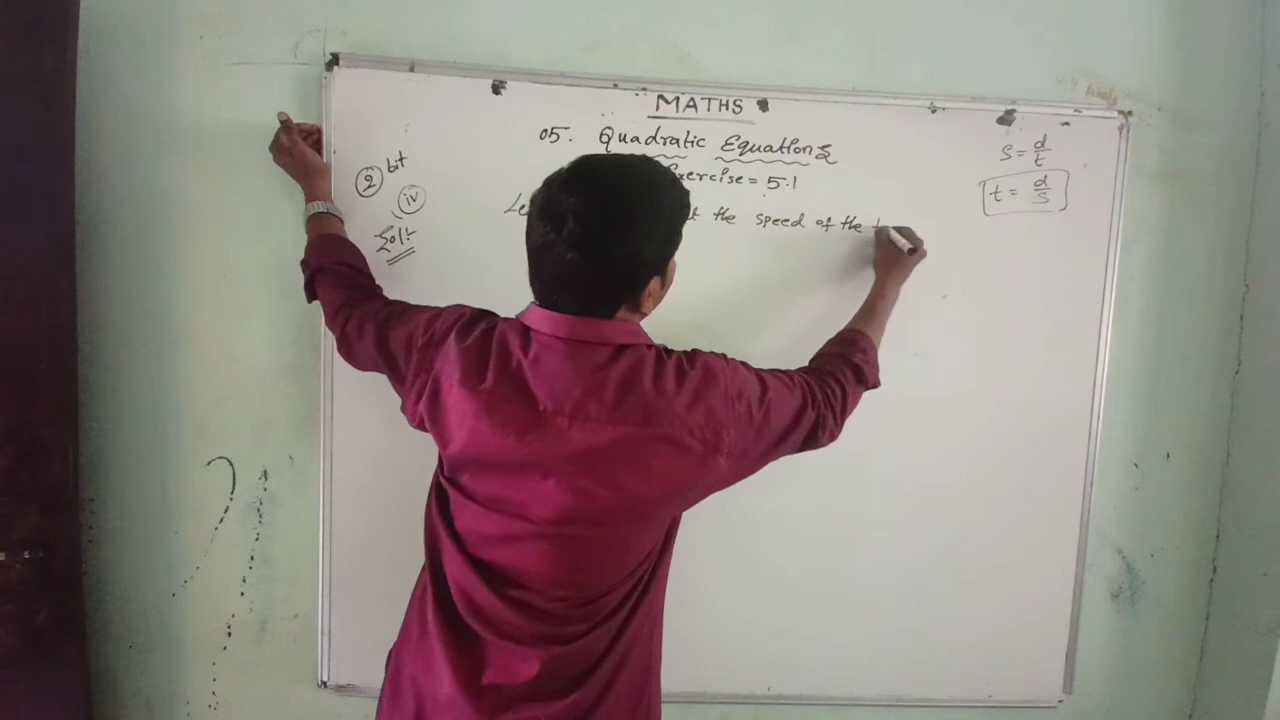 MATHS
05. Quadratic Equations
Exercise = 5.1
2 bit
iv
Sol:
the speed of the
S = d/t
t = d/s